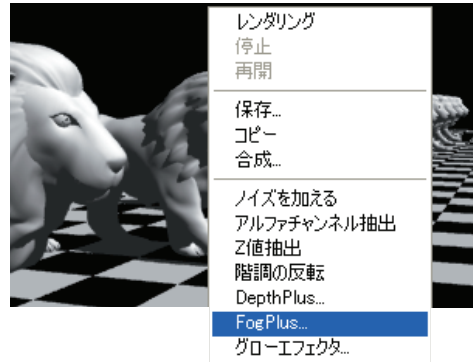 レンダリング
停止
再開
保存...
コピー
合成...
ノイズを加える
アルファチャンネル抽出
Z値抽出
階調の反転
DepthPlus...
FogPlus...
グローエフェクタ...